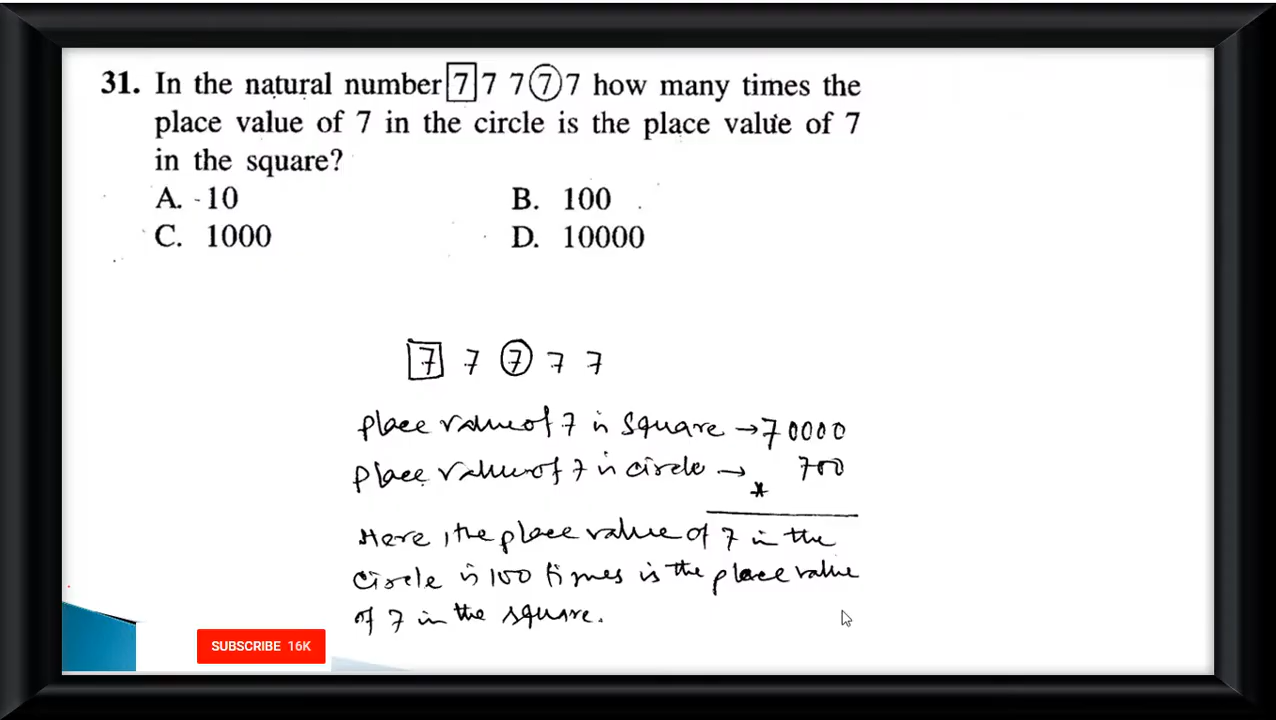 31. In the natural number 7 7 7 7 7 how many times the
place value of 7 in the circle is the place value of 7
in the square?
A. 10 B. 100
C. 1000 D. 10000
7 7 7 7 7
place value of 7 in square → 70000
place value of 7 in circle → 700
*
Here, the place value of 7 in the
circle is 100 times is the place value
of 7 in the square.
SUBSCRIBE 16K